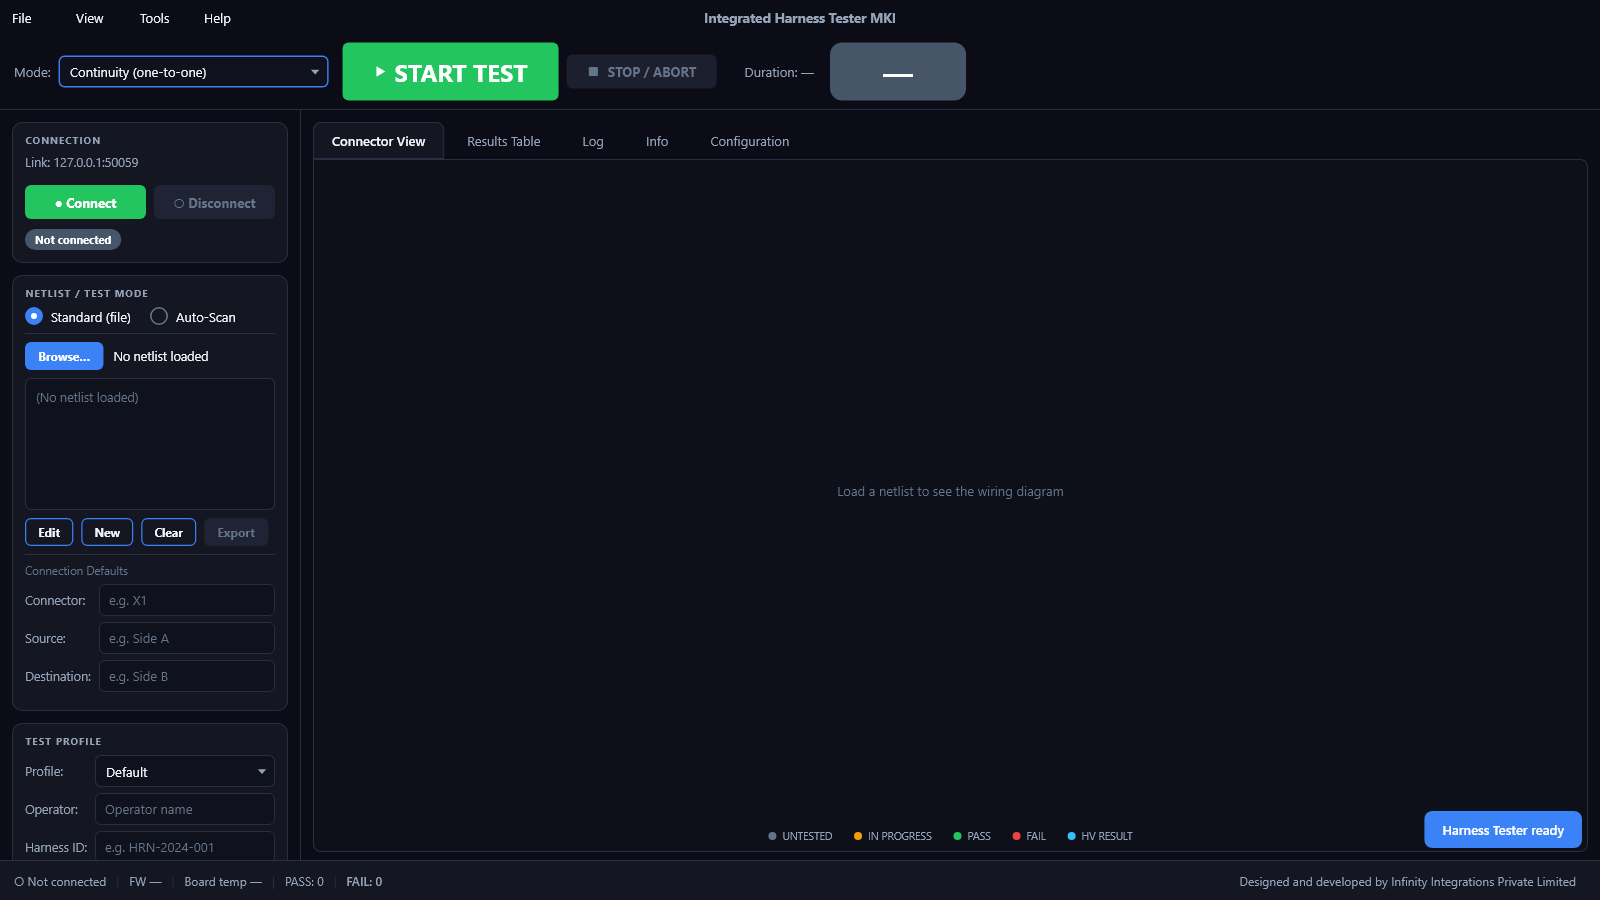 File View Tools Help
Integrated Harness Tester MKI
Mode: Continuity (one-to-one)
START TEST
STOP / ABORT
Duration: —
—
CONNECTION
Link: 127.0.0.1:50059
Connect
Disconnect
Not connected
NETLIST / TEST MODE
Standard (file)
Auto-Scan
Browse...
No netlist loaded
(No netlist loaded)
Edit New Clear Export
Connection Defaults
Connector: e.g. X1
Source: e.g. Side A
Destination: e.g. Side B
TEST PROFILE
Profile: Default
Operator: Operator name
Harness ID: e.g. HRN-2024-001
Connector View Results Table Log Info Configuration
Load a netlist to see the wiring diagram
UNTESTED IN PROGRESS PASS FAIL HV RESULT
Harness Tester ready
Not connected FW — Board temp — PASS: 0 FAIL: 0
Designed and developed by Infinity Integrations Private Limited